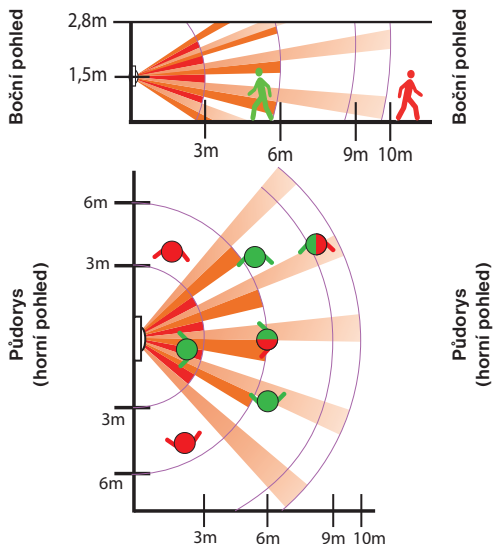 2,8m
1,5m
Boční pohled
Boční pohled
3m
6m
9m
10m
6m
3m
Půdorys
(horní pohled)
Půdorys
(horní pohled)
3m
6m
3m
6m
9m
10m